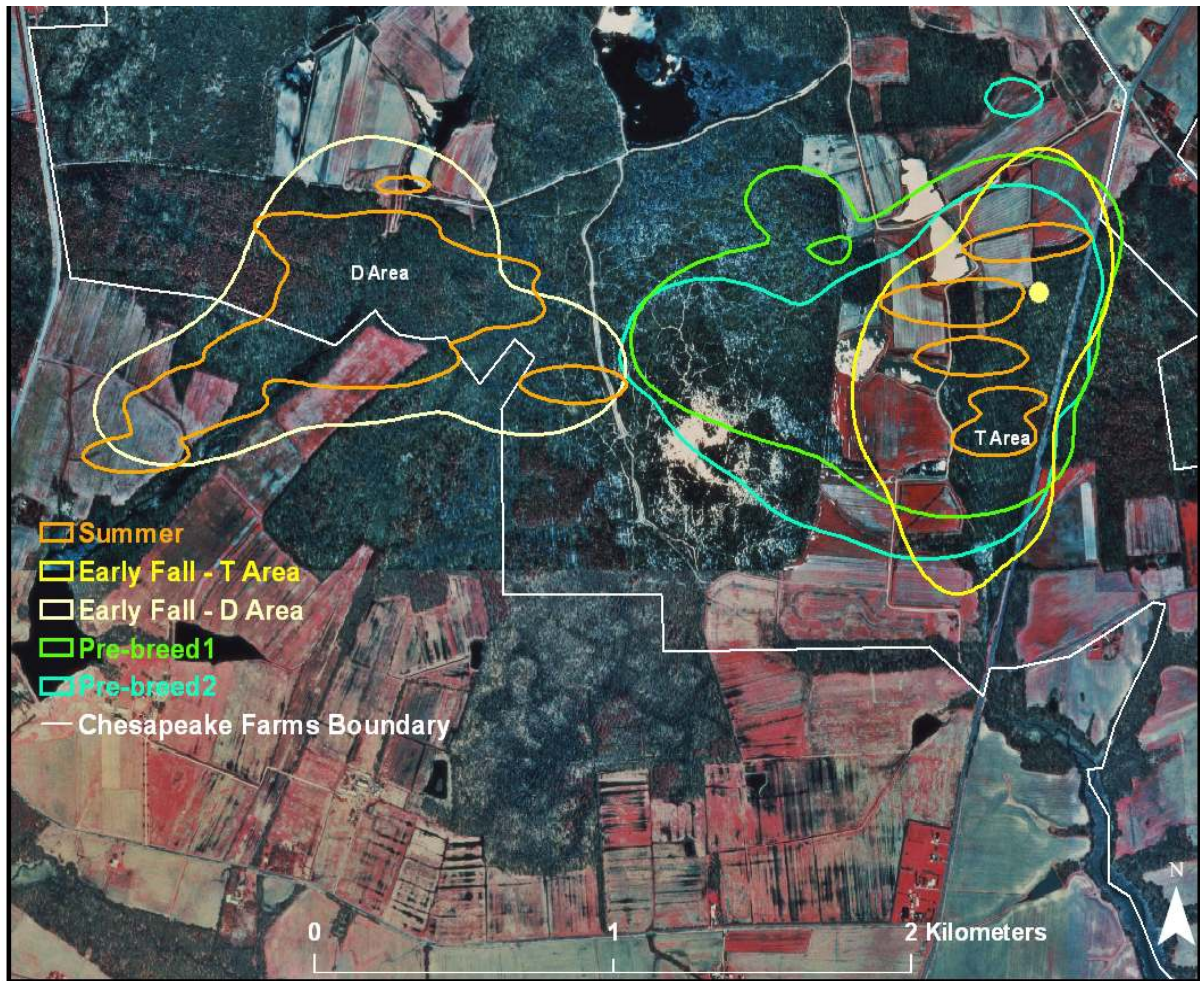 D Area
T Area
Summer
Early Fall - T Area
Early Fall - D Area
Pre-breed1
Pre-breed2
Chesapeake Farms Boundary
N
0 1 2 Kilometers